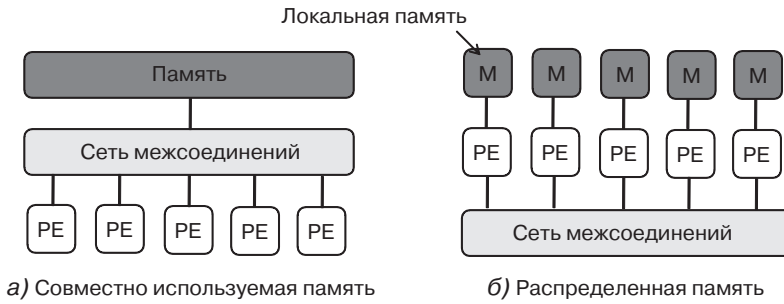 Локальная память
Память
Сеть межсоединений
PE PE PE PE PE
а) Совместно используемая память
M M M M M
PE PE PE PE PE
Сеть межсоединений
б) Распределенная память